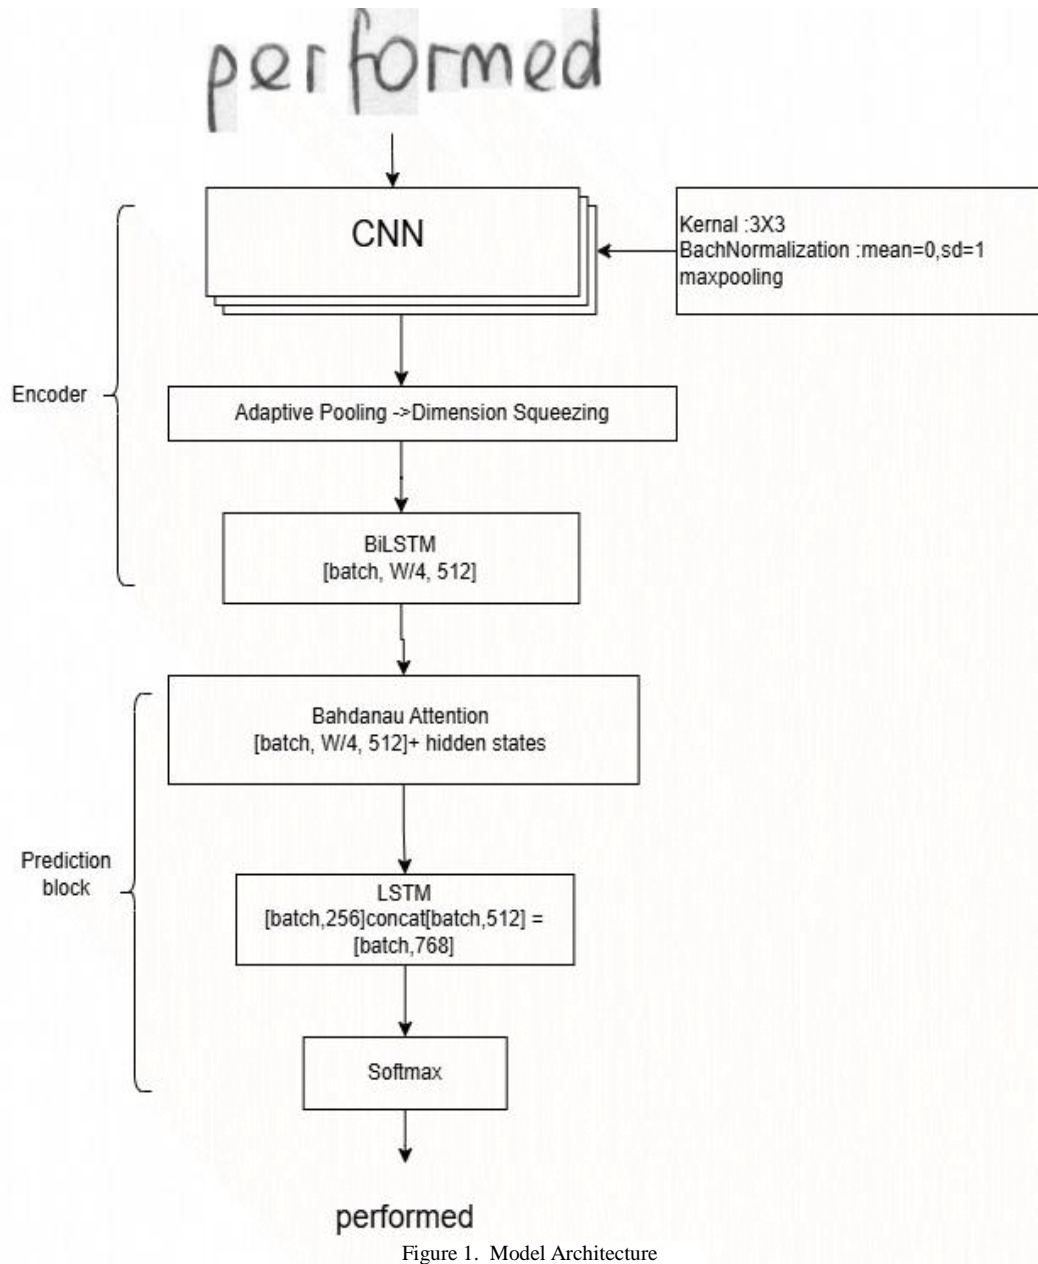 performed
CNN
Kernal :3X3
BachNormalization :mean=0,sd=1
maxpooling
Encoder
Adaptive Pooling ->Dimension Squeezing
BiLSTM
[batch, W/4, 512]
Bahdanau Attention
[batch, W/4, 512]+ hidden states
Prediction
block
LSTM
[batch,256]concat[batch,512] =
[batch,768]
Softmax
performed
Figure 1. Model Architecture